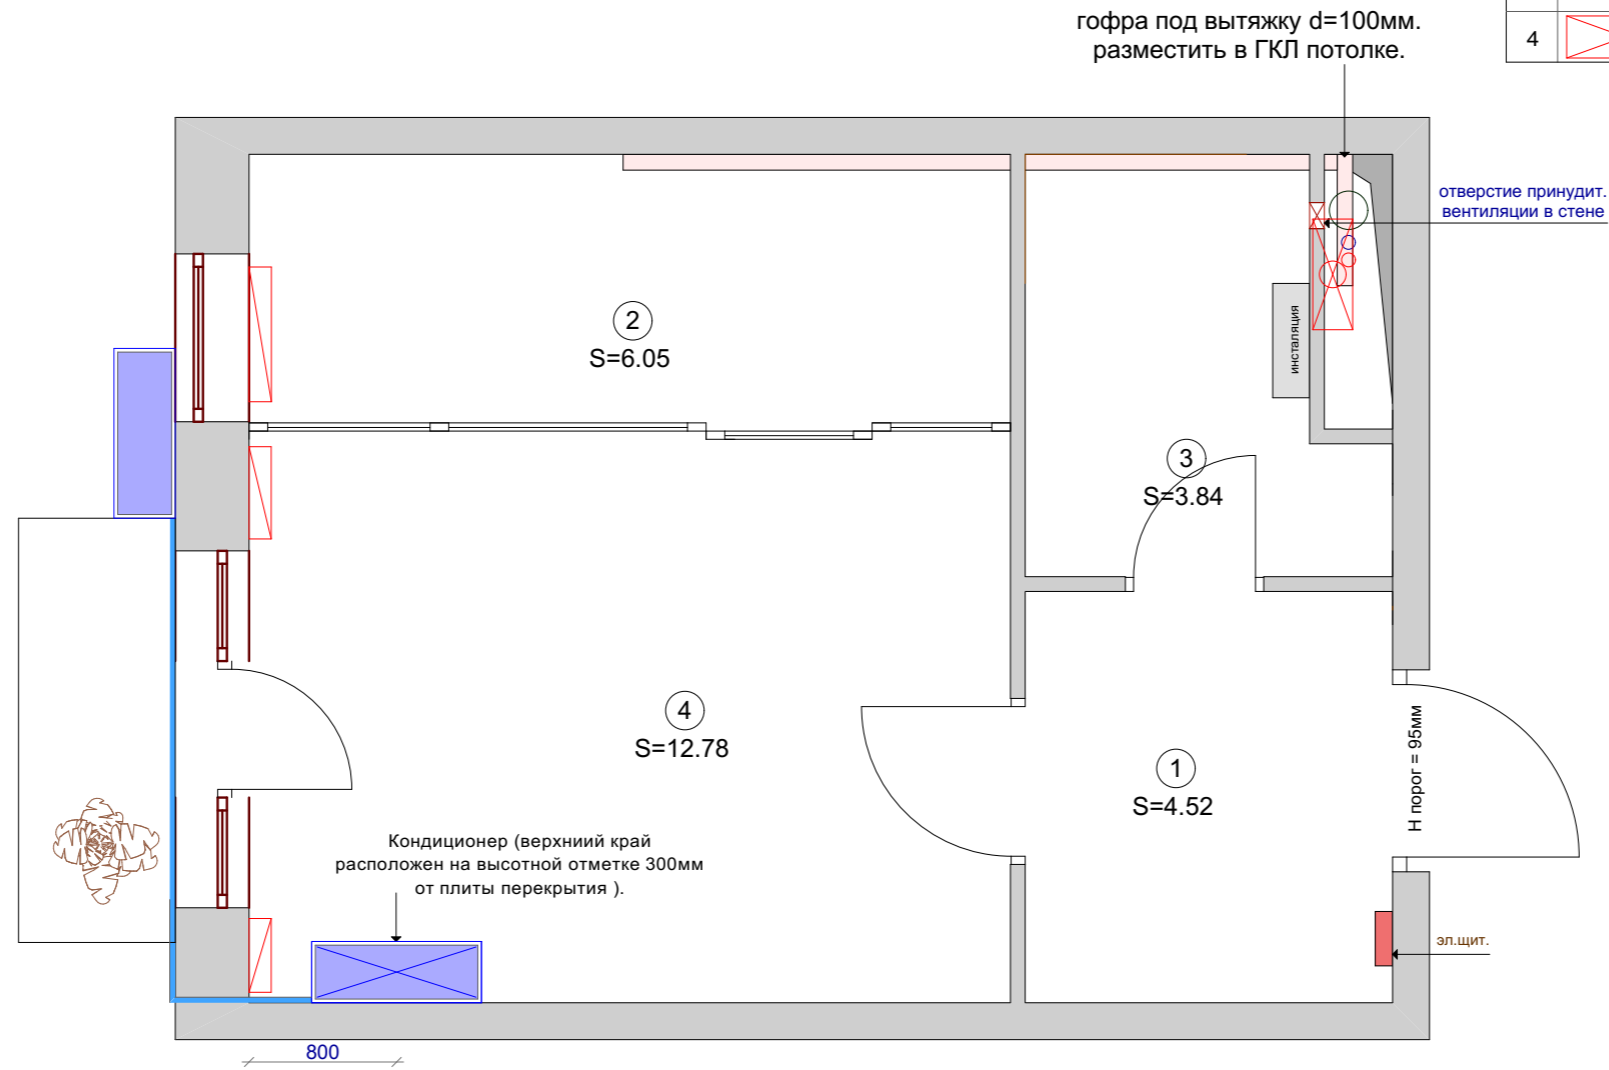 гофра под вытяжку d=100мм.
разместить в ГКЛ потолке.
4
отверстие принудит.
вентиляции в стене
2
S=6.05
инсталяция
3
S=3.84
4
S=12.78
1
S=4.52
Н порог = 95мм
Кондиционер (верхниий край
расположен на высотной отметке 300мм
от плиты перекрытия ).
эл.щит.
800